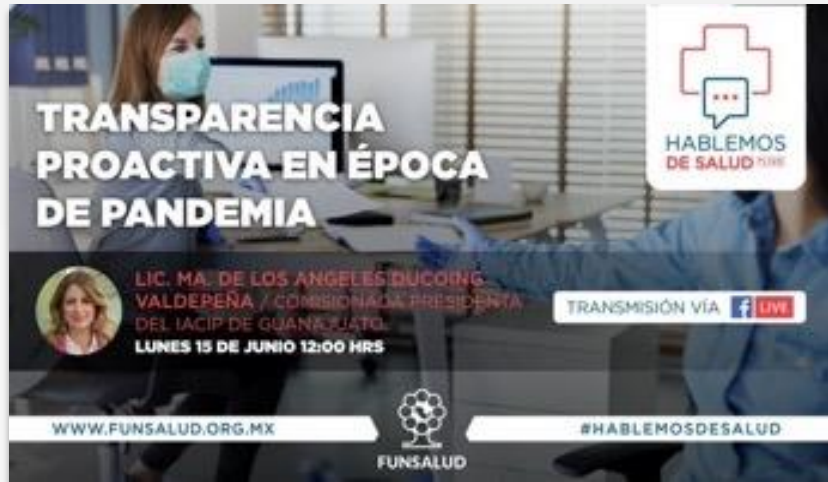 TRANSPARENCIA
PROACTIVA EN ÉPOCA
DE PANDEMIA
HABLEMOS
DE SALUD
LIC. MA. DE LOS ANGELES DUCOING
VALDEPEÑA / COMISIONADA PRESIDENTA
DEL IACIP DE GUANAJUATO.
LUNES 15 DE JUNIO 12:00 HRS
TRANSMISIÓN VÍA f LIVE
WWW.FUNSALUD.ORG.MX
#HABLEMOSDESALUD
FUNSALUD